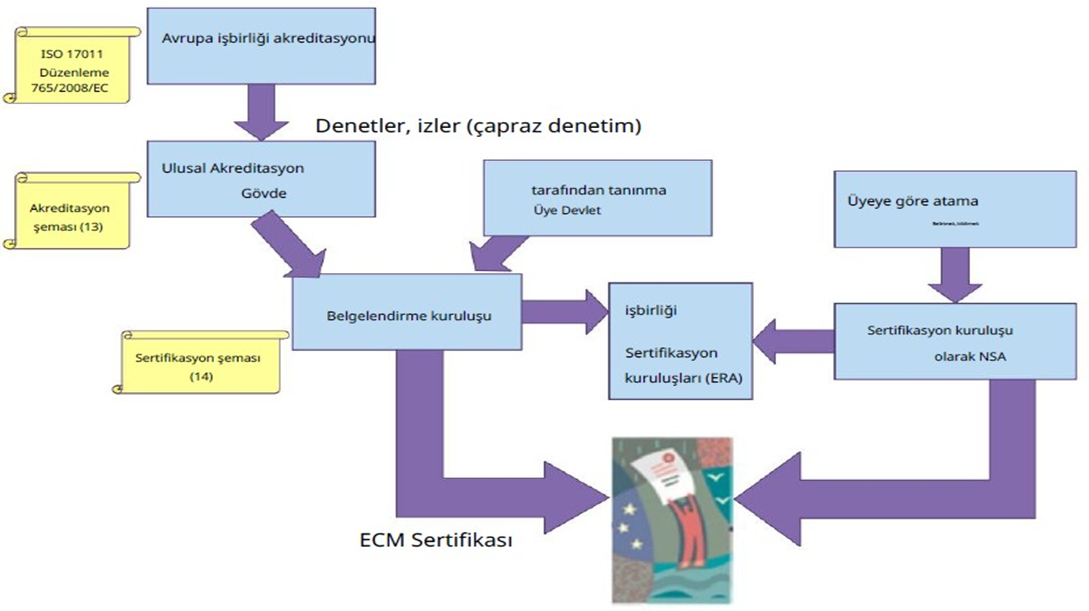 Avrupa işbirliği akreditasyonu
ISO 17011
Düzenleme
765/2008/EC
Denetler, izler (çapraz denetim)
Ulusal Akreditasyon
Gövde
Akreditasyon
şeması (13)
tarafından tanınma
Üye Devlet
Üyeye göre atama
Belgelendirme kuruluşu
işbirliği
Sertifikasyon
kuruluşları (ERA)
Sertifikasyon kuruluşu
olarak NSA
Sertifikasyon şeması
(14)
ECM Sertifikası